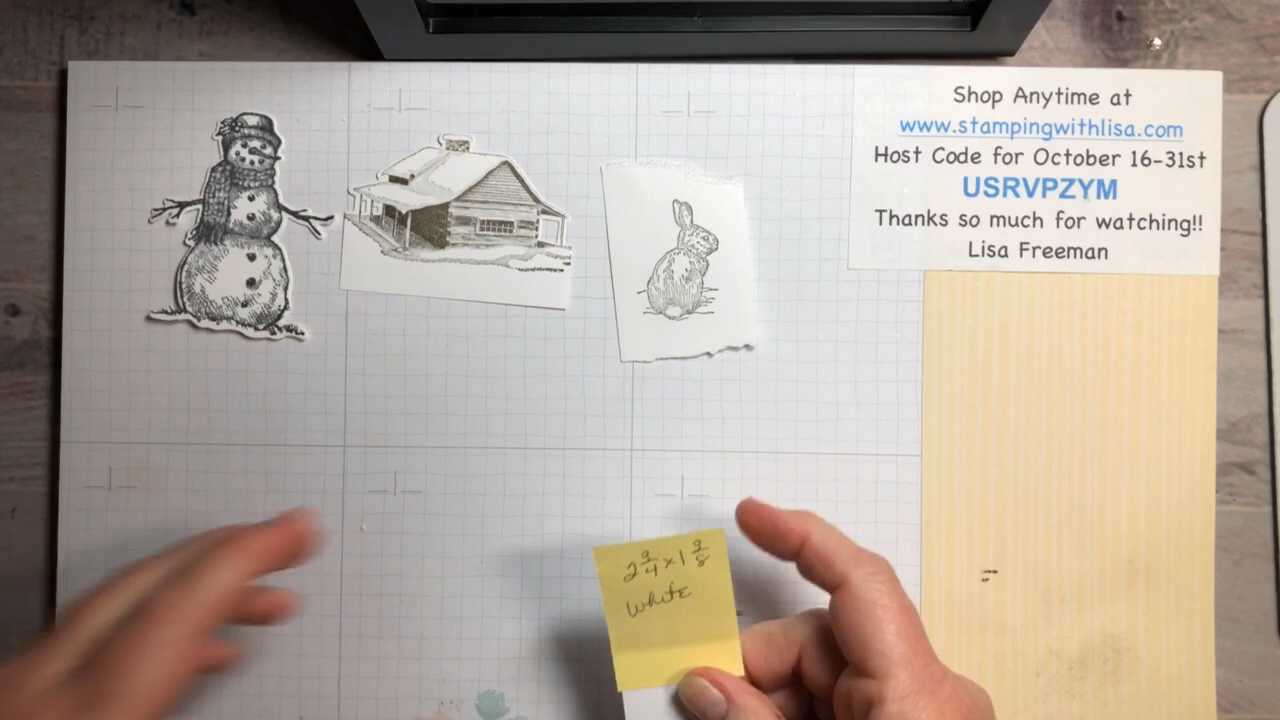 Shop Anytime at
www.stampingwithlisa.com
Host Code for October 16-31st
USRVPZYM
Thanks so much for watching!!
Lisa Freeman
2 3/4 x 1 3/8
White